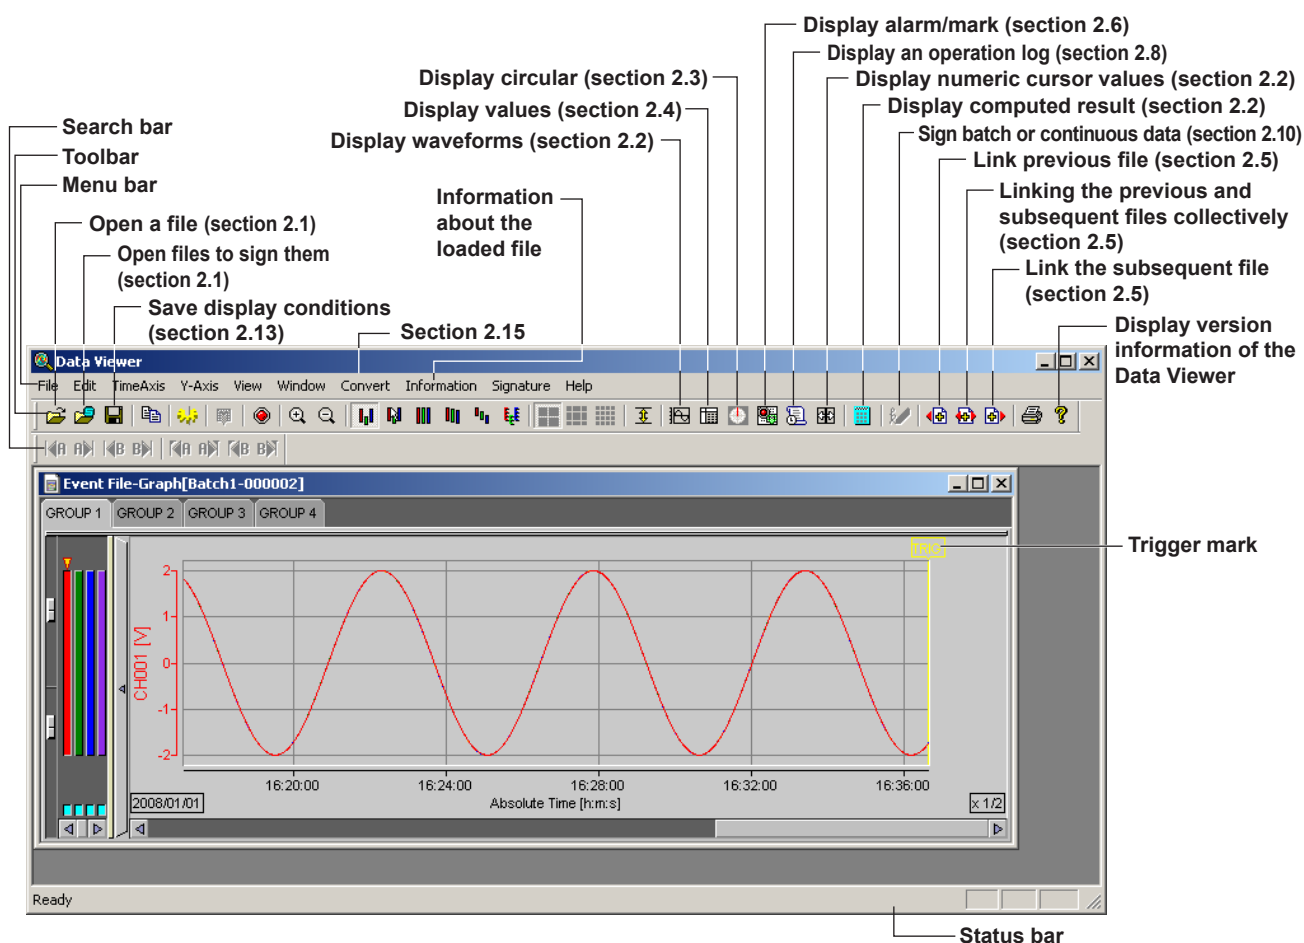 Display alarm/mark (section 2.6)
Display an operation log (section 2.8)
Display circular (section 2.3)
Display numeric cursor values (section 2.2)
Display values (section 2.4)
Display computed result (section 2.2)
Search bar
Display waveforms (section 2.2)
Sign batch or continuous data (section 2.10)
Toolbar
Link previous file (section 2.5)
Menu bar
Information
about the
loaded file
Linking the previous and
subsequent files collectively
(section 2.5)
Open a file (section 2.1)
Open files to sign them
(section 2.1)
Link the subsequent file
(section 2.5)
Save display conditions
(section 2.13)
Section 2.15
Display version
information of the
Data Viewer
Data Viewer
File Edit TimeAxis Y-Axis View Window Convert Information Signature Help
A A B B A A B B
Event File-Graph[Batch1-000002]
GROUP 1 GROUP 2 GROUP 3 GROUP 4
TRIG
Trigger mark
2
1
0
-1
-2
CH001 [V]
16:20:00 16:24:00 16:28:00 16:32:00 16:36:00
2008/01/01 Absolute Time [h:m:s] x 1/2
Ready
Status bar